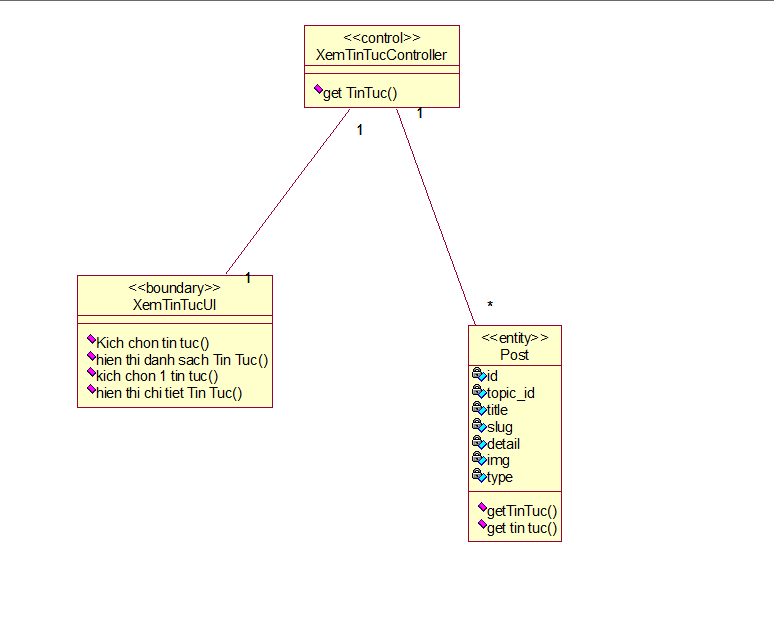 <<control>>
XemTinTucController
get TinTuc()
1
1
1
<<boundary>>
XemTinTucUI
Kich chon tin tuc()
hien thi danh sach Tin Tuc()
kich chon 1 tin tuc()
hien thi chi tiet Tin Tuc()
*
<<entity>>
Post
id
topic_id
title
slug
detail
img
type
getTinTuc()
get tin tuc()